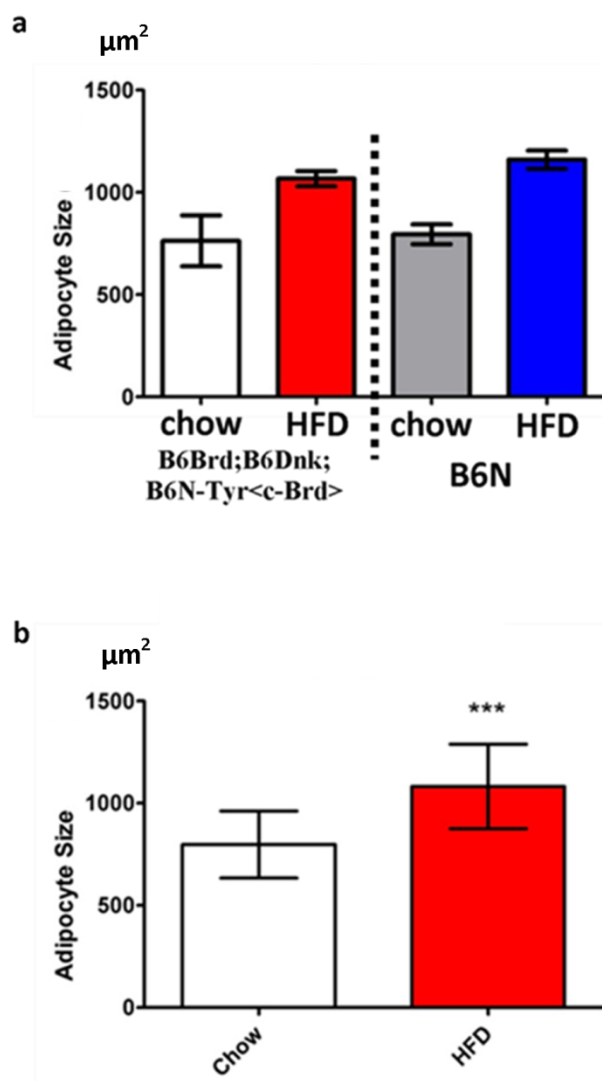 a
μm²
1500
1000
500
0
Adipocyte Size
chow HFD chow HFD
B6Brd;B6Dnk;
B6N-Tyr<c-Brd>
B6N
b
μm²
1500
1000
500
0
Adipocyte Size
***
Chow
HFD